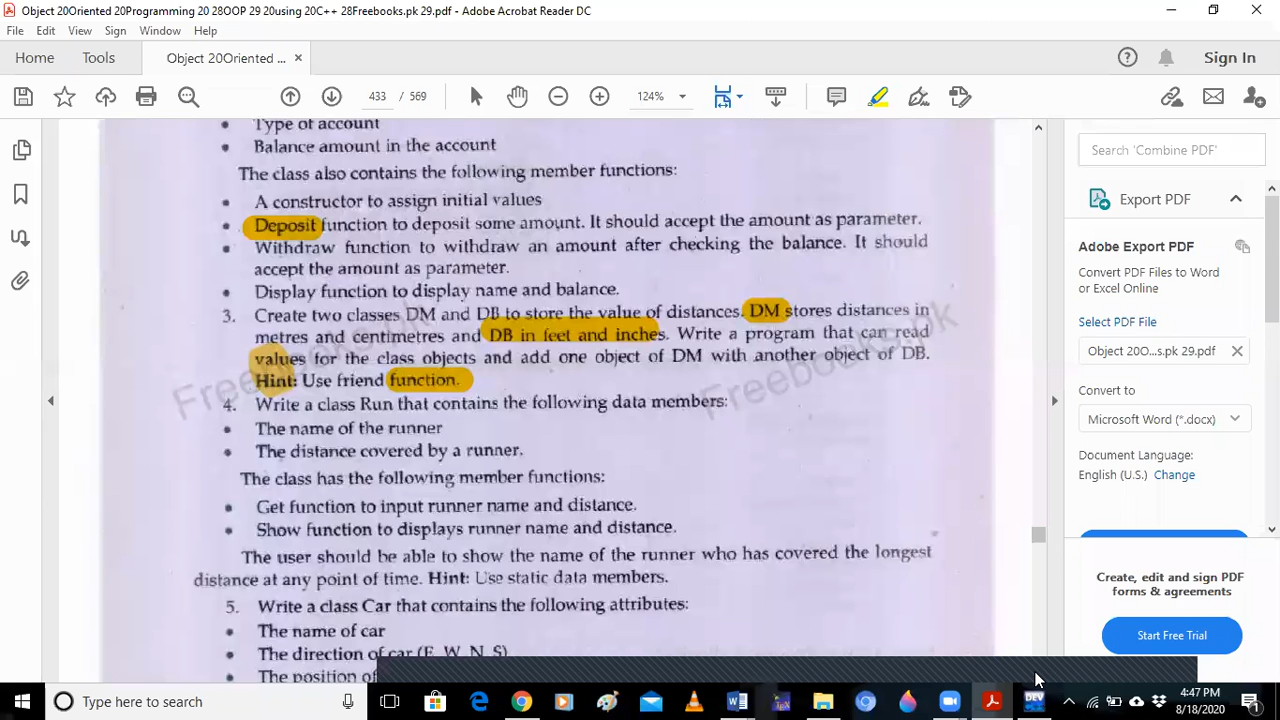 Object 20Oriented 20Programming 20 28OOP 29 20using 20C++ 28Freebooks.pk 29.pdf - Adobe Acrobat Reader DC
File Edit View Sign Window Help
Home Tools Object 20Oriented ... × Sign In
433 / 569 124%
• Type of account
• Balance amount in the account
The class also contains the following member functions:
• A constructor to assign initial values
• Deposit function to deposit some amount. It should accept the amount as parameter.
• Withdraw function to withdraw an amount after checking the balance. It should
accept the amount as parameter.
• Display function to display name and balance.
3. Create two classes DM and DB to store the value of distances. DM stores distances in
metres and centimetres and DB in feet and inches. Write a program that can read
values for the class objects and add one object of DM with another object of DB.
Hint: Use friend function.
4. Write a class Run that contains the following data members:
• The name of the runner
• The distance covered by a runner.
The class has the following member functions:
• Get function to input runner name and distance.
• Show function to displays runner name and distance.
The user should be able to show the name of the runner who has covered the longest
distance at any point of time. Hint: Use static data members.
5. Write a class Car that contains the following attributes:
• The name of car
• The direction of car (E, W, N, S)
• The position of
Freebooks.pk
Freebooks.pk
Search 'Combine PDF'
Export PDF
Adobe Export PDF
Convert PDF Files to Word
or Excel Online
Select PDF File
Object 20O...s.pk 29.pdf
Convert to
Microsoft Word (*.docx)
Document Language:
English (U.S.) Change
Create, edit and sign PDF
forms & agreements
Start Free Trial
Type here to search
DEV
4:47 PM
8/18/2020
1